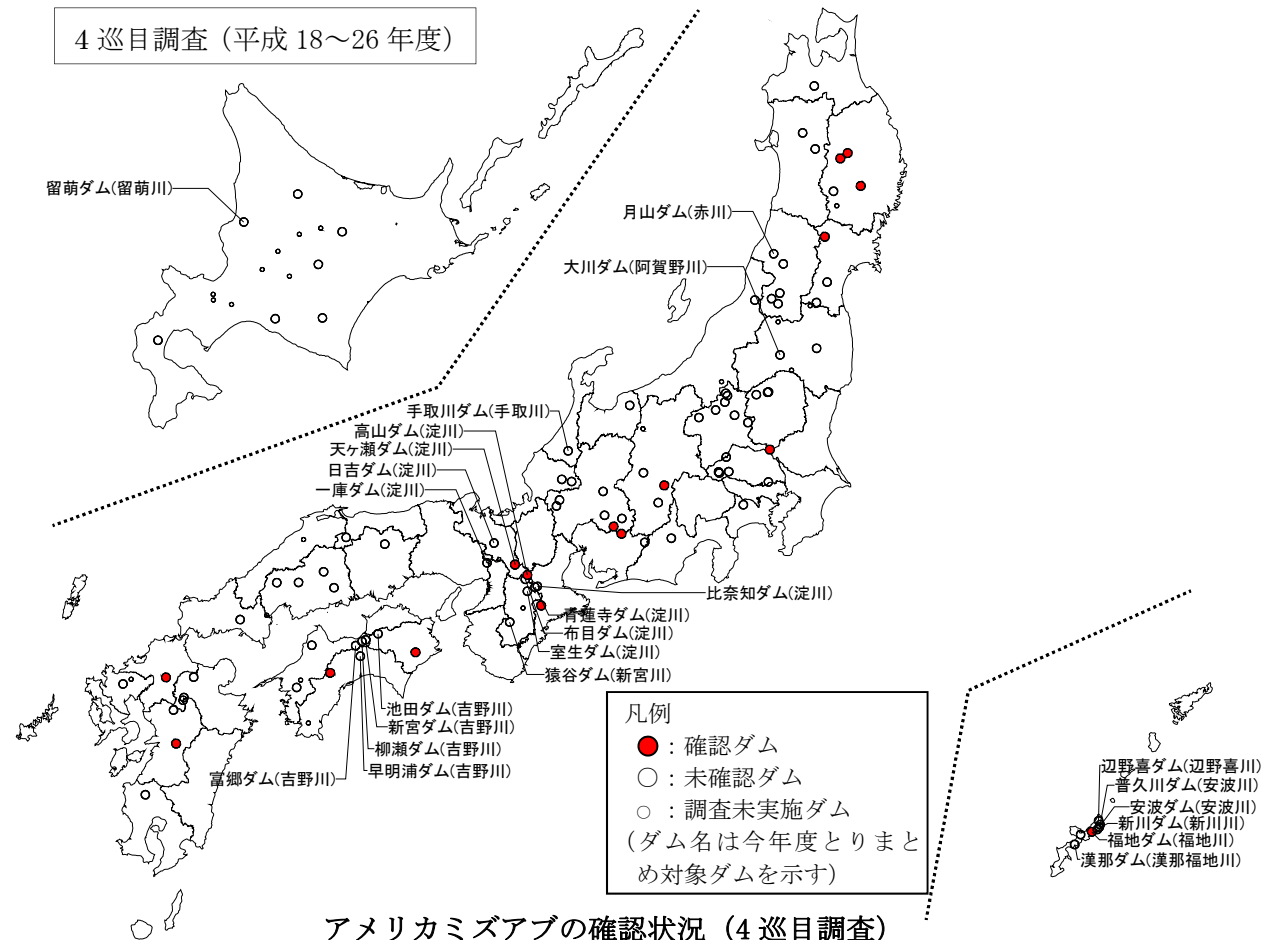 4巡目調査（平成18～26年度）
留萌ダム(留萌川)
月山ダム(赤川)
大川ダム(阿賀野川)
手取川ダム(手取川)
高山ダム(淀川)
天ヶ瀬ダム(淀川)
日吉ダム(淀川)
一庫ダム(淀川)
比奈知ダム(淀川)
青蓮寺ダム(淀川)
布目ダム(淀川)
室生ダム(淀川)
猿谷ダム(新宮川)
池田ダム(吉野川)
新宮ダム(吉野川)
柳瀬ダム(吉野川)
早明浦ダム(吉野川)
富郷ダム(吉野川)
凡例
：確認ダム
：未確認ダム
：調査未実施ダム
（ダム名は今年度とりまと
め対象ダムを示す）
辺野喜ダム(辺野喜川)
普久川ダム(安波川)
安波ダム(安波川)
新川ダム(新川川)
福地ダム(福地川)
漢那ダム(漢那福地川)
アメリカミズアブの確認状況（4巡目調査）